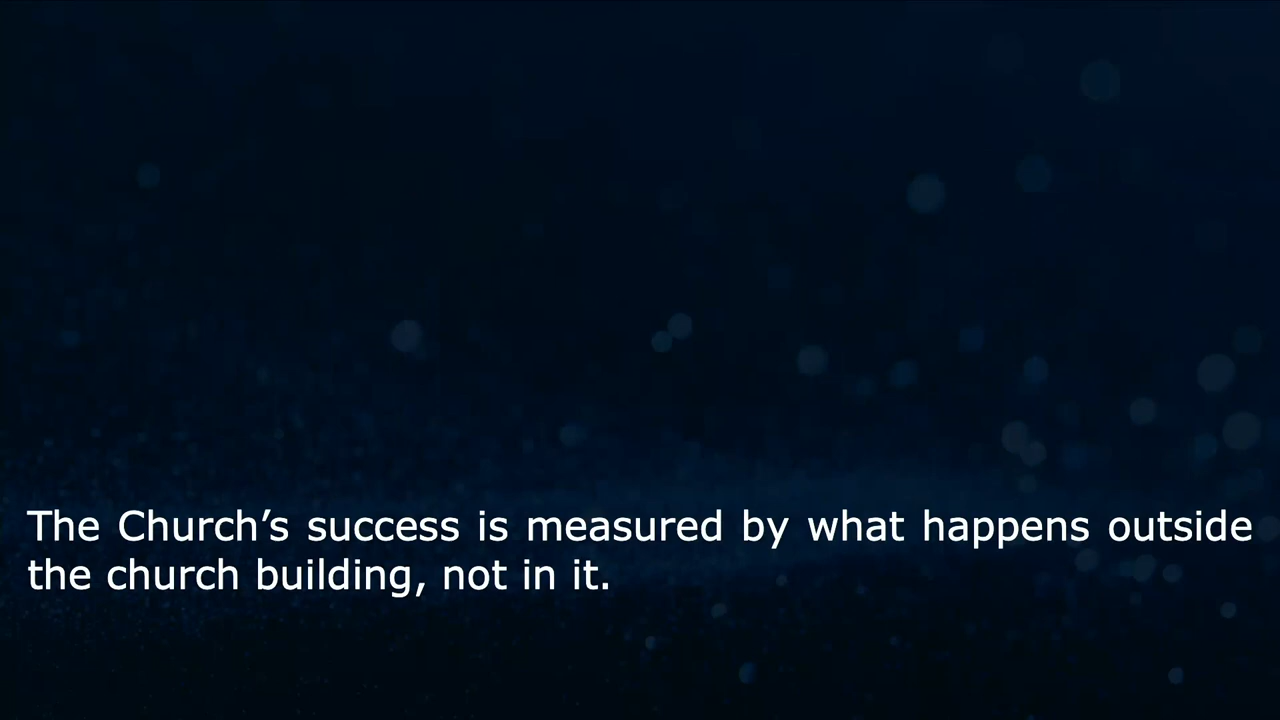 The Church’s success is measured by what happens outside
the church building, not in it.